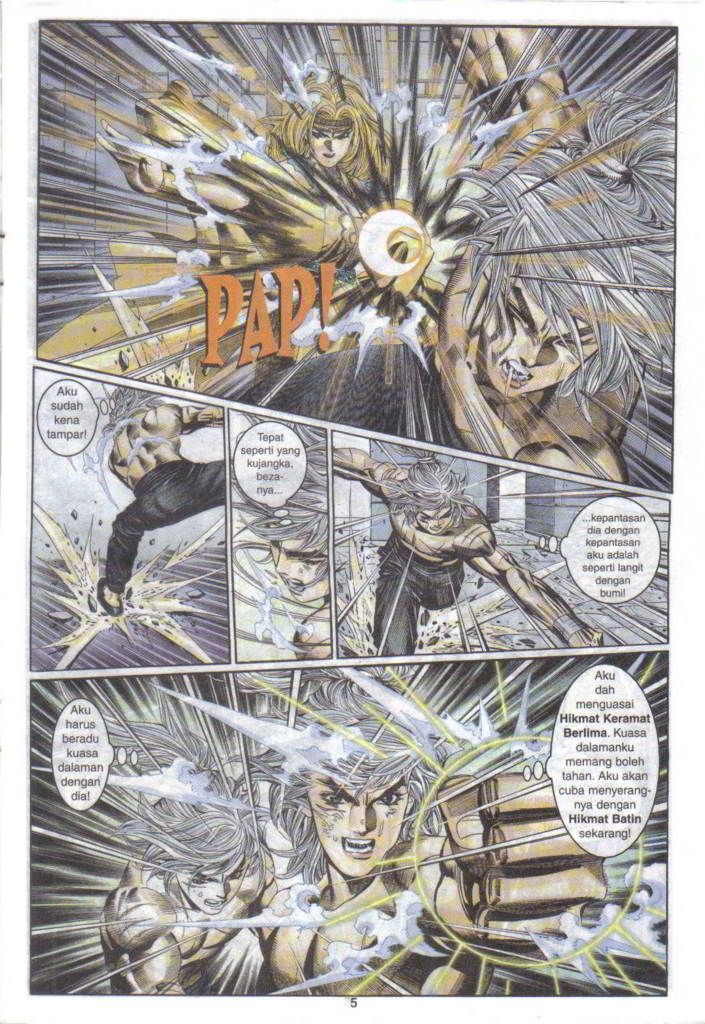 PAP!
Aku
sudah
kena
tampar!
Tepat
seperti yang
kujangka,
beza-
nya...
...kepantasan
dia dengan
kepantasan
aku adalah
seperti langit
dengan
bumi!
Aku
harus
beradu
kuasa
dalaman
dengan
dia!
Aku
dah
menguasai
Hikmat Keramat
Berlima. Kuasa
dalamanku
memang boleh
tahan. Aku akan
cuba menyerang-
nya dengan
Hikmat Batin
sekarang!
5